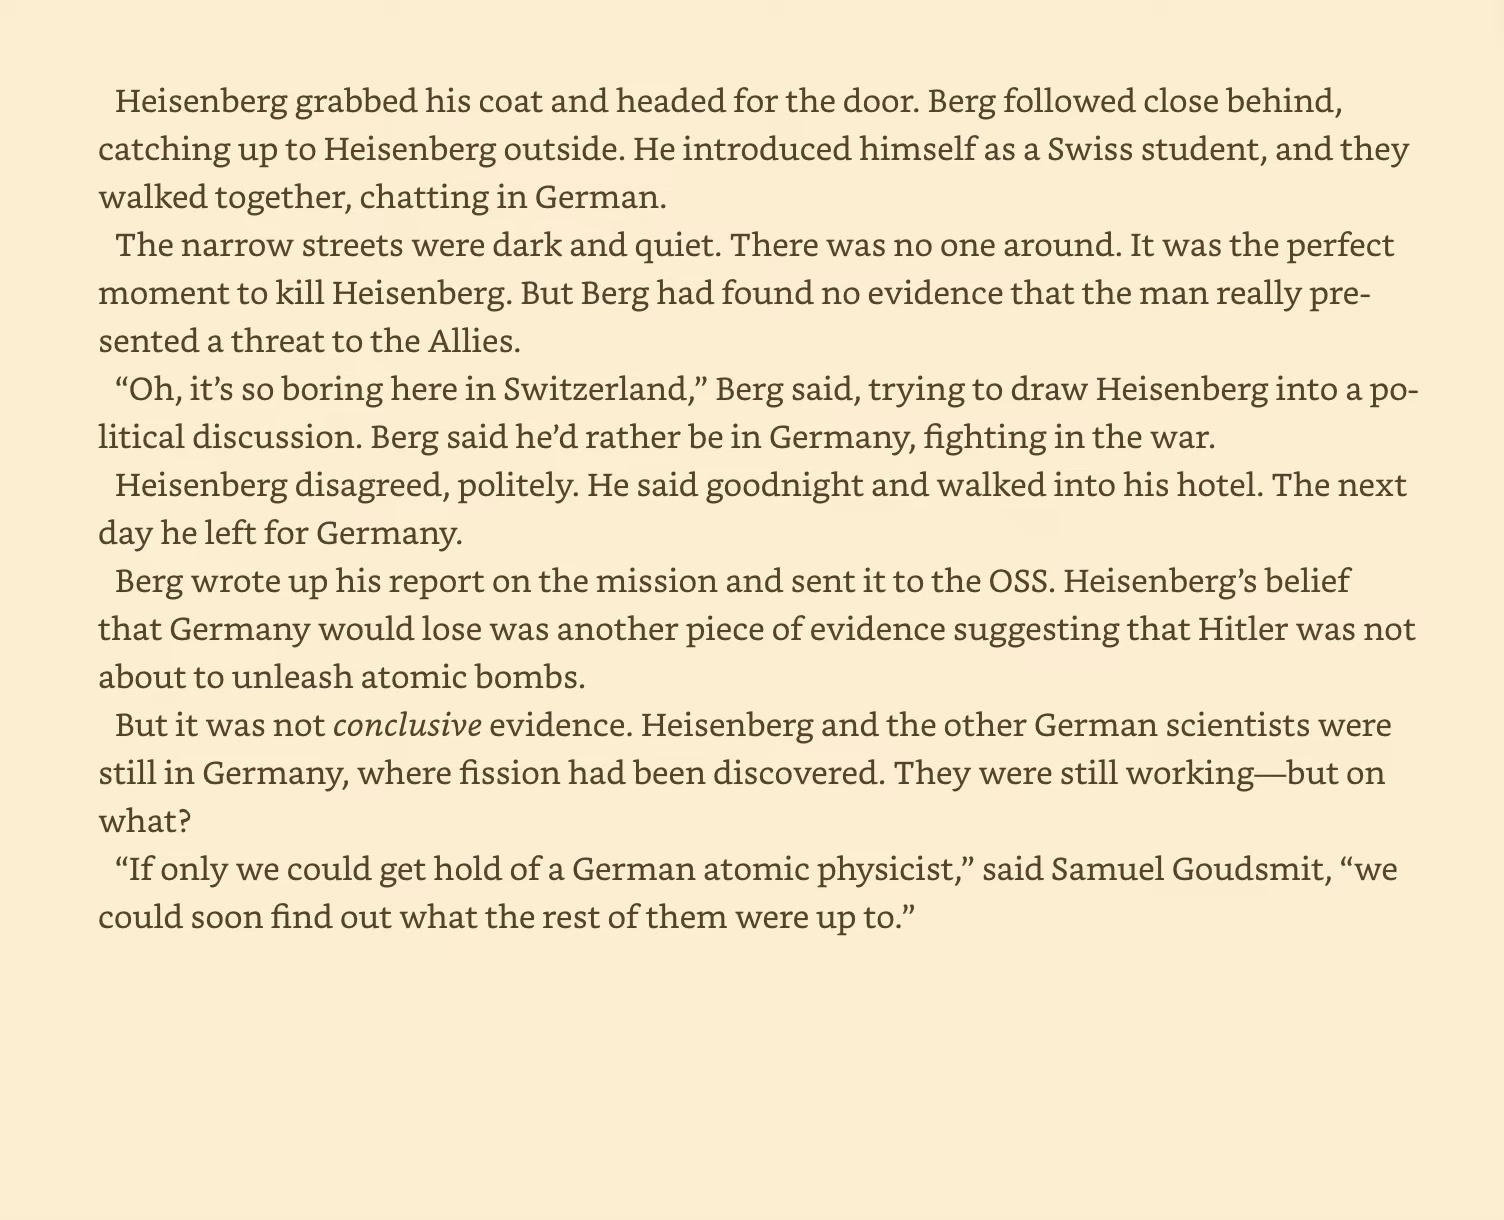 Heisenberg grabbed his coat and headed for the door. Berg followed close behind,
catching up to Heisenberg outside. He introduced himself as a Swiss student, and they
walked together, chatting in German.
The narrow streets were dark and quiet. There was no one around. It was the perfect
moment to kill Heisenberg. But Berg had found no evidence that the man really pre-
sented a threat to the Allies.
“Oh, it’s so boring here in Switzerland,” Berg said, trying to draw Heisenberg into a po-
litical discussion. Berg said he’d rather be in Germany, fighting in the war.
Heisenberg disagreed, politely. He said goodnight and walked into his hotel. The next
day he left for Germany.
Berg wrote up his report on the mission and sent it to the OSS. Heisenberg’s belief
that Germany would lose was another piece of evidence suggesting that Hitler was not
about to unleash atomic bombs.
But it was not conclusive evidence. Heisenberg and the other German scientists were
still in Germany, where fission had been discovered. They were still working—but on
what?
“If only we could get hold of a German atomic physicist,” said Samuel Goudsmit, “we
could soon find out what the rest of them were up to.”